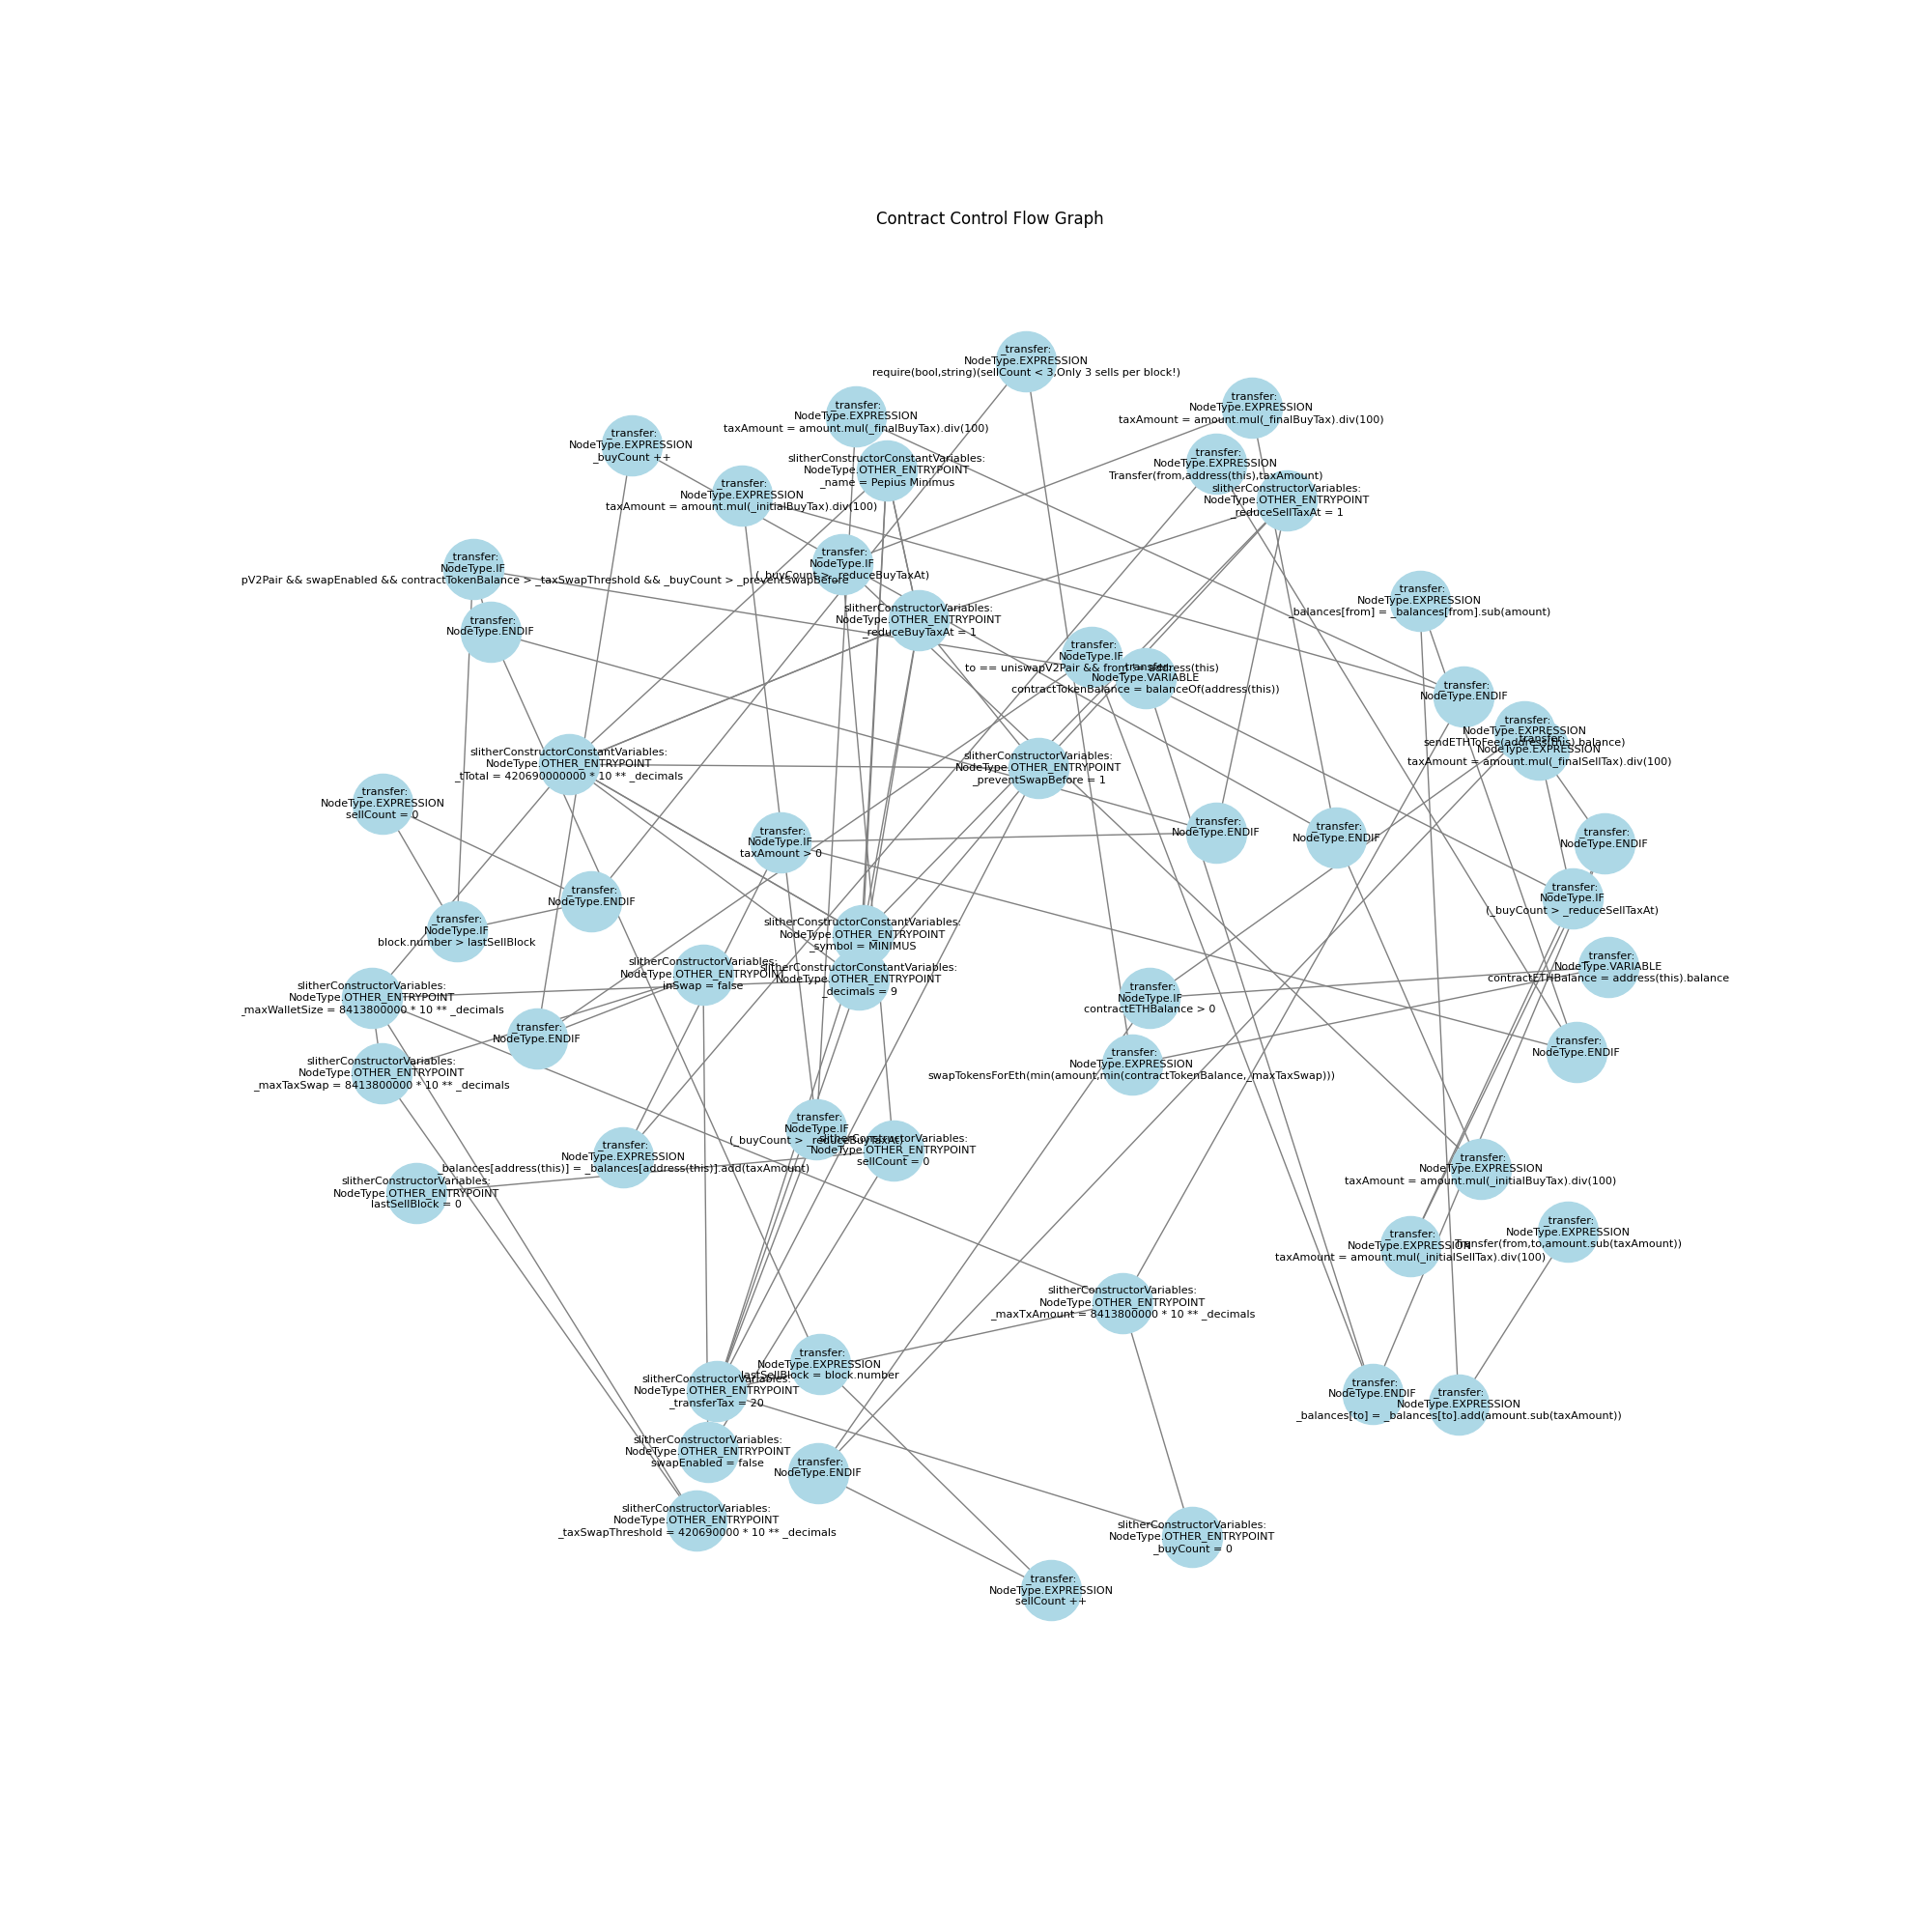 Contract Control Flow Graph
_transfer:
NodeType.EXPRESSION
require(bool,string)(sellCount < 3,Only 3 sells per block!)
_transfer:
NodeType.EXPRESSION
taxAmount = amount.mul(_finalBuyTax).div(100)
_transfer:
NodeType.EXPRESSION
taxAmount = amount.mul(_finalBuyTax).div(100)
_transfer:
NodeType.EXPRESSION
_buyCount ++
slitherConstructorConstantVariables:
NodeType.OTHER_ENTRYPOINT
_name = Pepius Minimus
_transfer:
NodeType.EXPRESSION
Transfer(from,address(this),taxAmount)
_transfer:
NodeType.EXPRESSION
taxAmount = amount.mul(_initialBuyTax).div(100)
slitherConstructorVariables:
NodeType.OTHER_ENTRYPOINT
_reduceSellTaxAt = 1
_transfer:
NodeType.IF
(_buyCount > _reduceBuyTaxAt)
_transfer:
NodeType.IF
pV2Pair && swapEnabled && contractTokenBalance > _taxSwapThreshold && _buyCount > _preventSwapBefore
_transfer:
NodeType.EXPRESSION
_balances[from] = _balances[from].sub(amount)
slitherConstructorVariables:
NodeType.OTHER_ENTRYPOINT
_reduceBuyTaxAt = 1
_transfer:
NodeType.ENDIF
_transfer:
NodeType.IF
to == uniswapV2Pair && from != address(this)
_transfer:
NodeType.VARIABLE
contractTokenBalance = balanceOf(address(this))
_transfer:
NodeType.ENDIF
_transfer:
NodeType.EXPRESSION
sendETHToFee(address(this).balance)
_transfer:
NodeType.EXPRESSION
taxAmount = amount.mul(_finalSellTax).div(100)
slitherConstructorConstantVariables:
NodeType.OTHER_ENTRYPOINT
_tTotal = 420690000000 * 10 ** _decimals
slitherConstructorVariables:
NodeType.OTHER_ENTRYPOINT
_preventSwapBefore = 1
_transfer:
NodeType.EXPRESSION
sellCount = 0
_transfer:
NodeType.IF
taxAmount > 0
_transfer:
NodeType.ENDIF
_transfer:
NodeType.ENDIF
_transfer:
NodeType.ENDIF
_transfer:
NodeType.ENDIF
_transfer:
NodeType.IF
(_buyCount > _reduceSellTaxAt)
_transfer:
NodeType.IF
block.number > lastSellBlock
slitherConstructorConstantVariables:
NodeType.OTHER_ENTRYPOINT
_symbol = MINIMUS
_transfer:
NodeType.VARIABLE
contractETHBalance = address(this).balance
slitherConstructorVariables:
NodeType.OTHER_ENTRYPOINT
inSwap = false
slitherConstructorConstantVariables:
NodeType.OTHER_ENTRYPOINT
_decimals = 9
slitherConstructorVariables:
NodeType.OTHER_ENTRYPOINT
_maxWalletSize = 8413800000 * 10 ** _decimals
_transfer:
NodeType.IF
contractETHBalance > 0
_transfer:
NodeType.ENDIF
_transfer:
NodeType.ENDIF
slitherConstructorVariables:
NodeType.OTHER_ENTRYPOINT
_maxTaxSwap = 8413800000 * 10 ** _decimals
_transfer:
NodeType.EXPRESSION
swapTokensForEth(min(amount,min(contractTokenBalance,_maxTaxSwap)))
_transfer:
NodeType.IF
(_buyCount > _reduceBuyTaxAt)
slitherConstructorVariables:
NodeType.OTHER_ENTRYPOINT
sellCount = 0
_transfer:
NodeType.EXPRESSION
_balances[address(this)] = _balances[address(this)].add(taxAmount)
_transfer:
NodeType.EXPRESSION
taxAmount = amount.mul(_initialBuyTax).div(100)
slitherConstructorVariables:
NodeType.OTHER_ENTRYPOINT
lastSellBlock = 0
_transfer:
NodeType.EXPRESSION
Transfer(from,to,amount.sub(taxAmount))
_transfer:
NodeType.EXPRESSION
taxAmount = amount.mul(_initialSellTax).div(100)
slitherConstructorVariables:
NodeType.OTHER_ENTRYPOINT
_maxTxAmount = 8413800000 * 10 ** _decimals
_transfer:
NodeType.EXPRESSION
lastSellBlock = block.number
slitherConstructorVariables:
NodeType.OTHER_ENTRYPOINT
_transferTax = 20
_transfer:
NodeType.ENDIF
_transfer:
NodeType.EXPRESSION
_balances[to] = _balances[to].add(amount.sub(taxAmount))
slitherConstructorVariables:
NodeType.OTHER_ENTRYPOINT
swapEnabled = false
_transfer:
NodeType.ENDIF
slitherConstructorVariables:
NodeType.OTHER_ENTRYPOINT
_taxSwapThreshold = 420690000 * 10 ** _decimals
slitherConstructorVariables:
NodeType.OTHER_ENTRYPOINT
_buyCount = 0
_transfer:
NodeType.EXPRESSION
sellCount ++